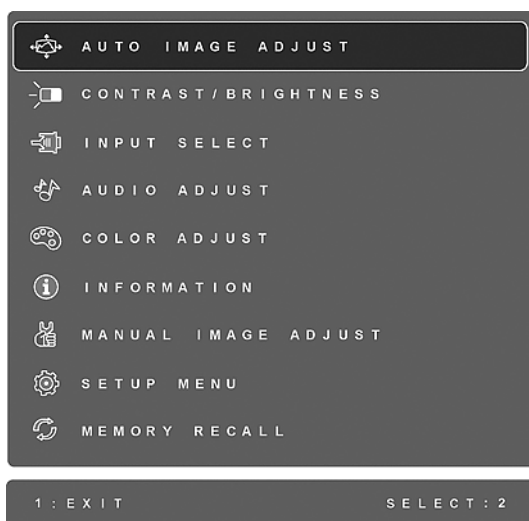 AUTO IMAGE ADJUST
CONTRAST/BRIGHTNESS
INPUT SELECT
AUDIO ADJUST
COLOR ADJUST
INFORMATION
MANUAL IMAGE ADJUST
SETUP MENU
MEMORY RECALL
1:EXIT SELECT:2